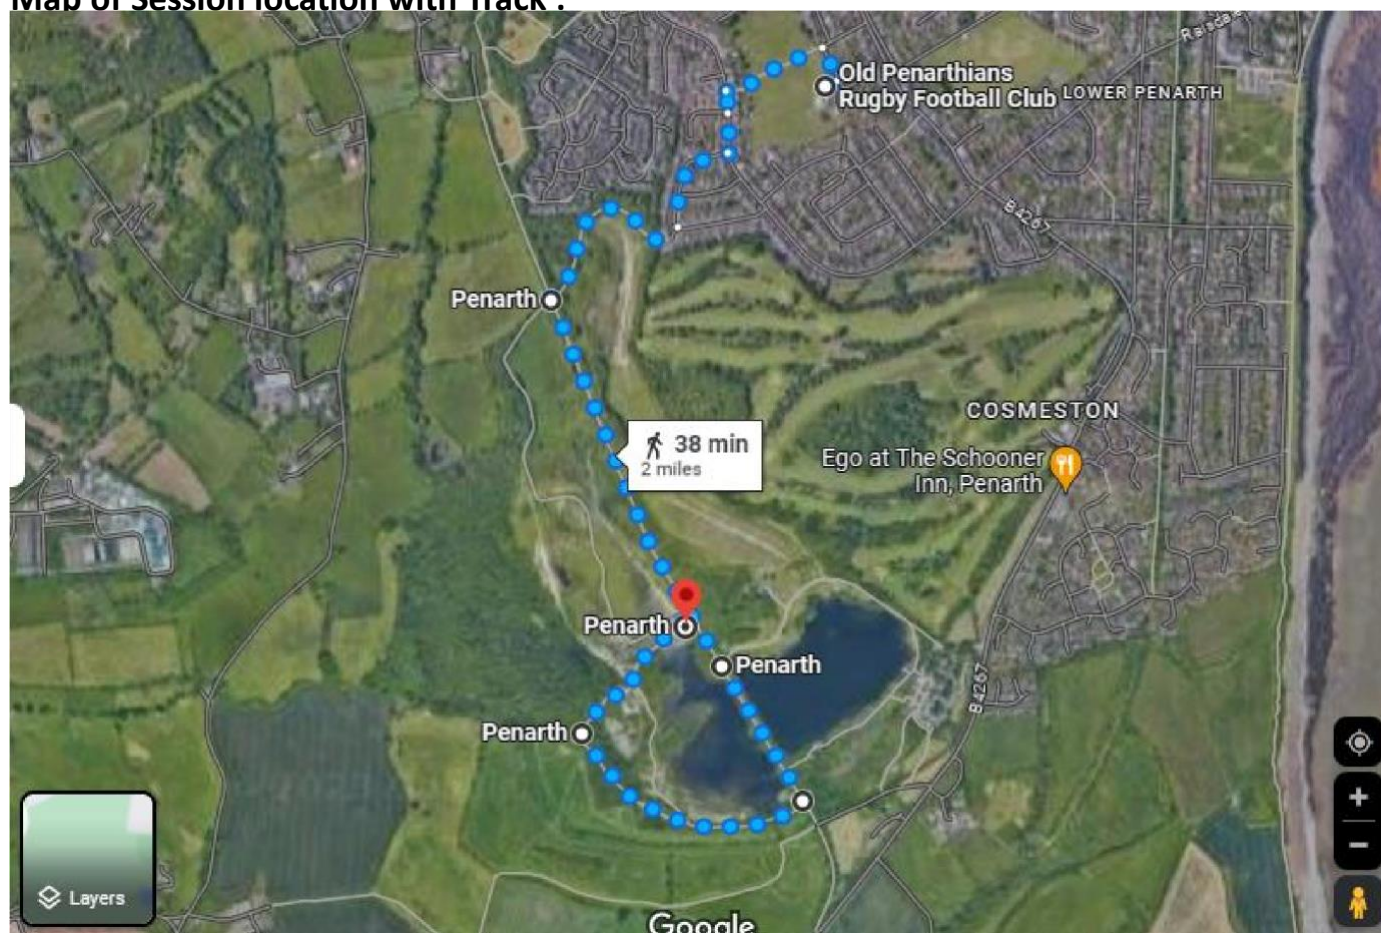 Map of Session location with Track :
Raisdale
Old Penarthians
Rugby Football Club
LOWER PENARTH
B4267
Penarth
38 min
2 miles
COSMESTON
Ego at The Schooner
Inn, Penarth
Penarth
Penarth
B4267
Penarth
Layers
Google